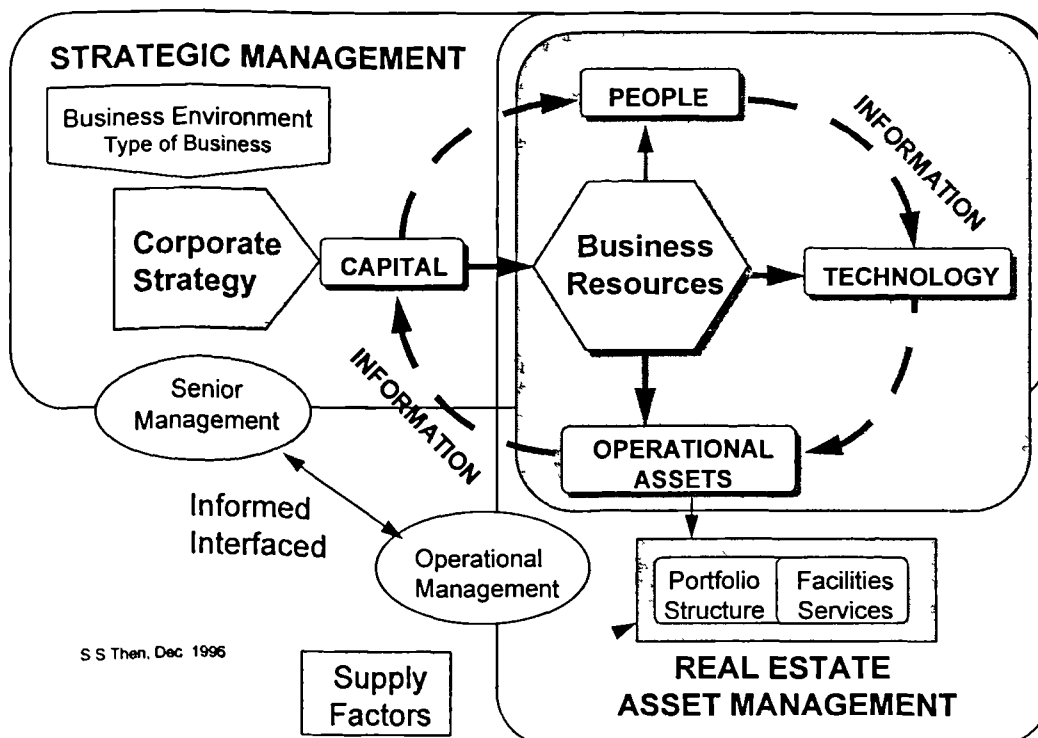 STRATEGIC MANAGEMENT
Business Environment
Type of Business
Corporate
Strategy
CAPITAL
PEOPLE
INFORMATION
Business
Resources
TECHNOLOGY
INFORMATION
OPERATIONAL
ASSETS
Senior
Management
Informed
Interfaced
Operational
Management
Portfolio
Structure
Facilities
Services
S S Then, Dec 1996
Supply
Factors
REAL ESTATE
ASSET MANAGEMENT